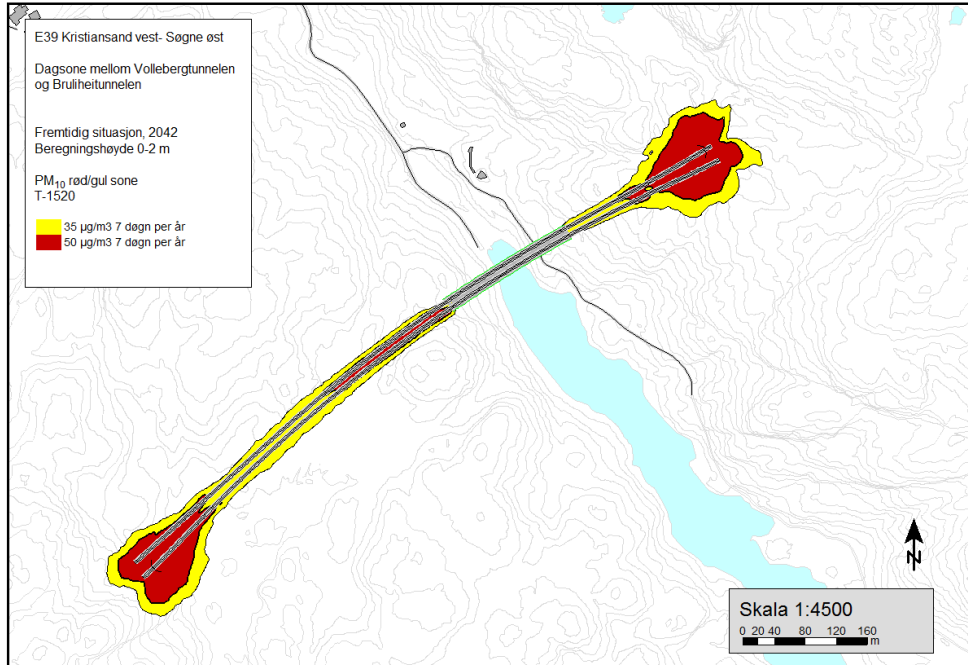 E39 Kristiansand vest- Søgne øst
Dagsone mellom Vollebergtunnelen
og Bruliheitunnelen
Fremtidig situasjon, 2042
Beregningshøyde 0-2 m
PM10 rød/gul sone
T-1520
35 µg/m3 7 døgn per år
50 µg/m3 7 døgn per år
N
Skala 1:4500
0 20 40 80 120 160
m